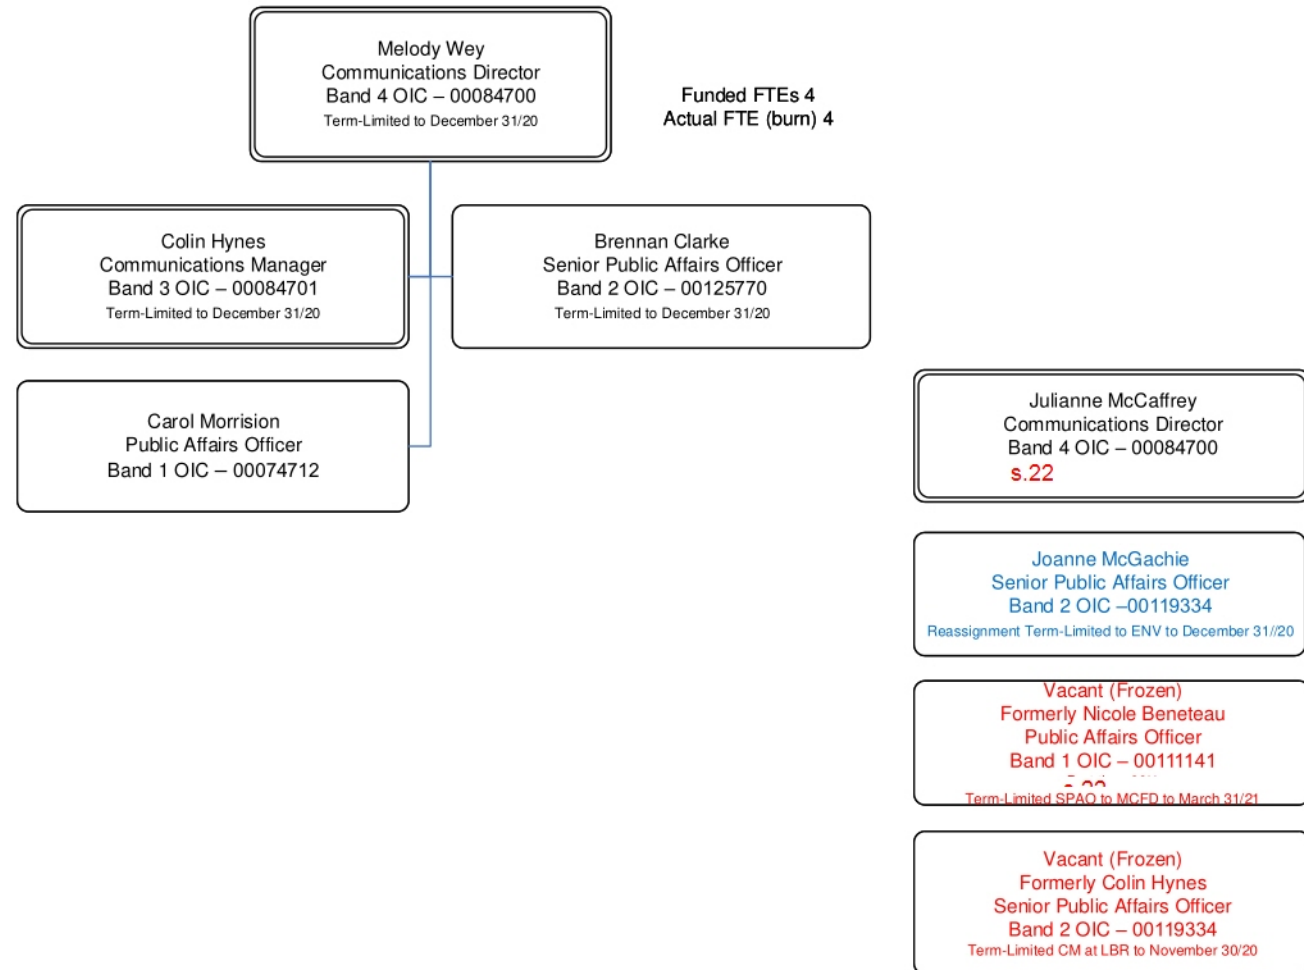 Melody Wey
Communications Director
Band 4 OIC – 00084700
Term-Limited to December 31/20
Funded FTEs 4
Actual FTE (burn) 4
Colin Hynes
Communications Manager
Band 3 OIC – 00084701
Term-Limited to December 31/20
Brennan Clarke
Senior Public Affairs Officer
Band 2 OIC – 00125770
Term-Limited to December 31/20
Carol Morrision
Public Affairs Officer
Band 1 OIC – 00074712
Julianne McCaffrey
Communications Director
Band 4 OIC – 00084700
s.22
Joanne McGachie
Senior Public Affairs Officer
Band 2 OIC –00119334
Reassignment Term-Limited to ENV to December 31//20
Vacant (Frozen)
Formerly Nicole Beneteau
Public Affairs Officer
Band 1 OIC – 00111141
Term-Limited SPAO to MCFD to March 31/21
Vacant (Frozen)
Formerly Colin Hynes
Senior Public Affairs Officer
Band 2 OIC – 00119334
Term-Limited CM at LBR to November 30/20